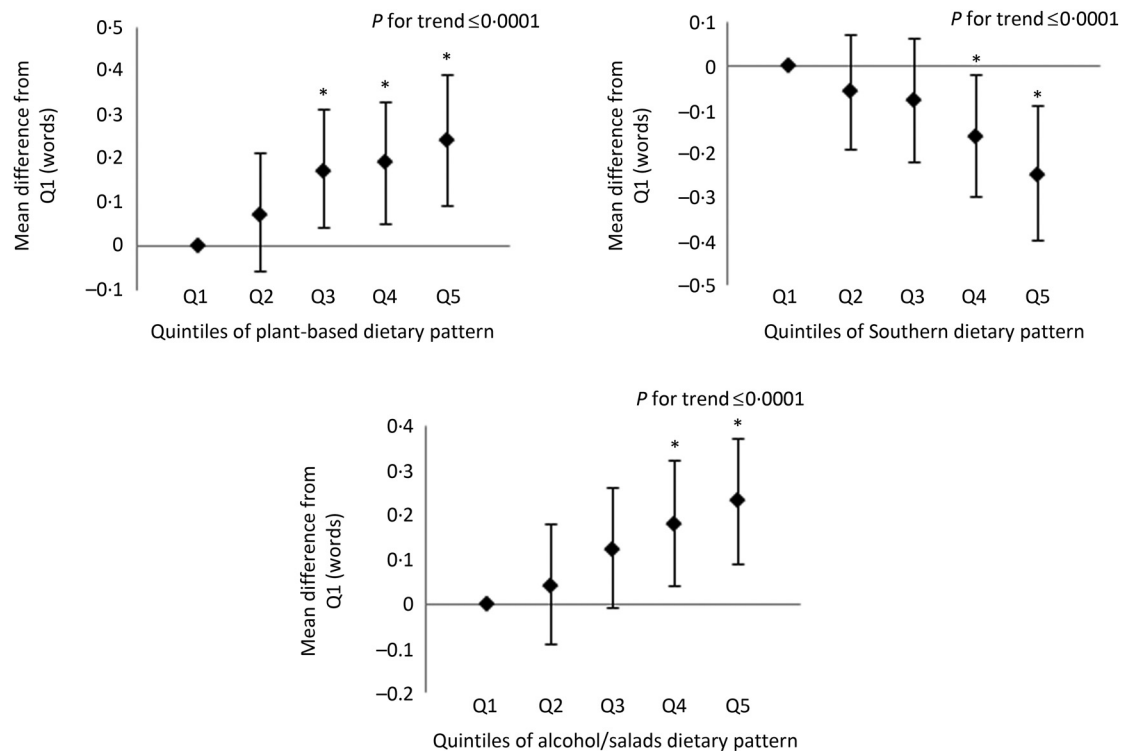 P for trend ≤0·0001
0·5
*
0·4
*
*
0·3
0·2
0·1
0
–0·1
Mean difference from
Q1 (words)
Q1
Q2
Q3
Q4
Q5
Quintiles of plant-based dietary pattern
P for trend ≤0·0001
0·1
*
0
*
–0·1
–0·2
–0·3
–0·4
–0·5
Mean difference from
Q1 (words)
Q1
Q2
Q3
Q4
Q5
Quintiles of Southern dietary pattern
P for trend ≤0·0001
*
0·4
*
0·3
0·2
0·1
0
–0·1
–0·2
Mean difference from
Q1 (words)
Q1
Q2
Q3
Q4
Q5
Quintiles of alcohol/salads dietary pattern